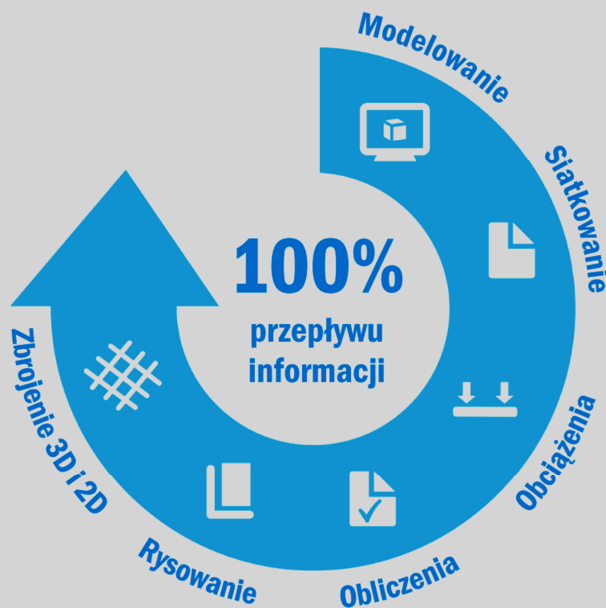 Modelowanie
Siatkowanie
Obciążenia
Obliczenia
Rysowanie
Zbrojenie 3D i 2D
100%
przepływu
informacji